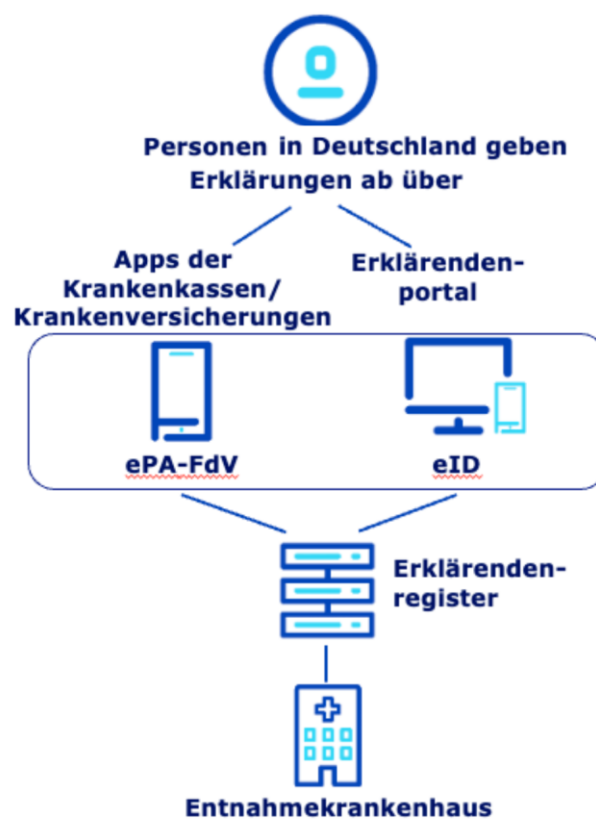 Personen in Deutschland geben
Erklärungen ab über
Apps der
Krankenkassen/
Krankenversicherungen
Erklärenden-
portal
ePA-FdV
eID
Erklärenden-
register
Entnahmekrankenhaus